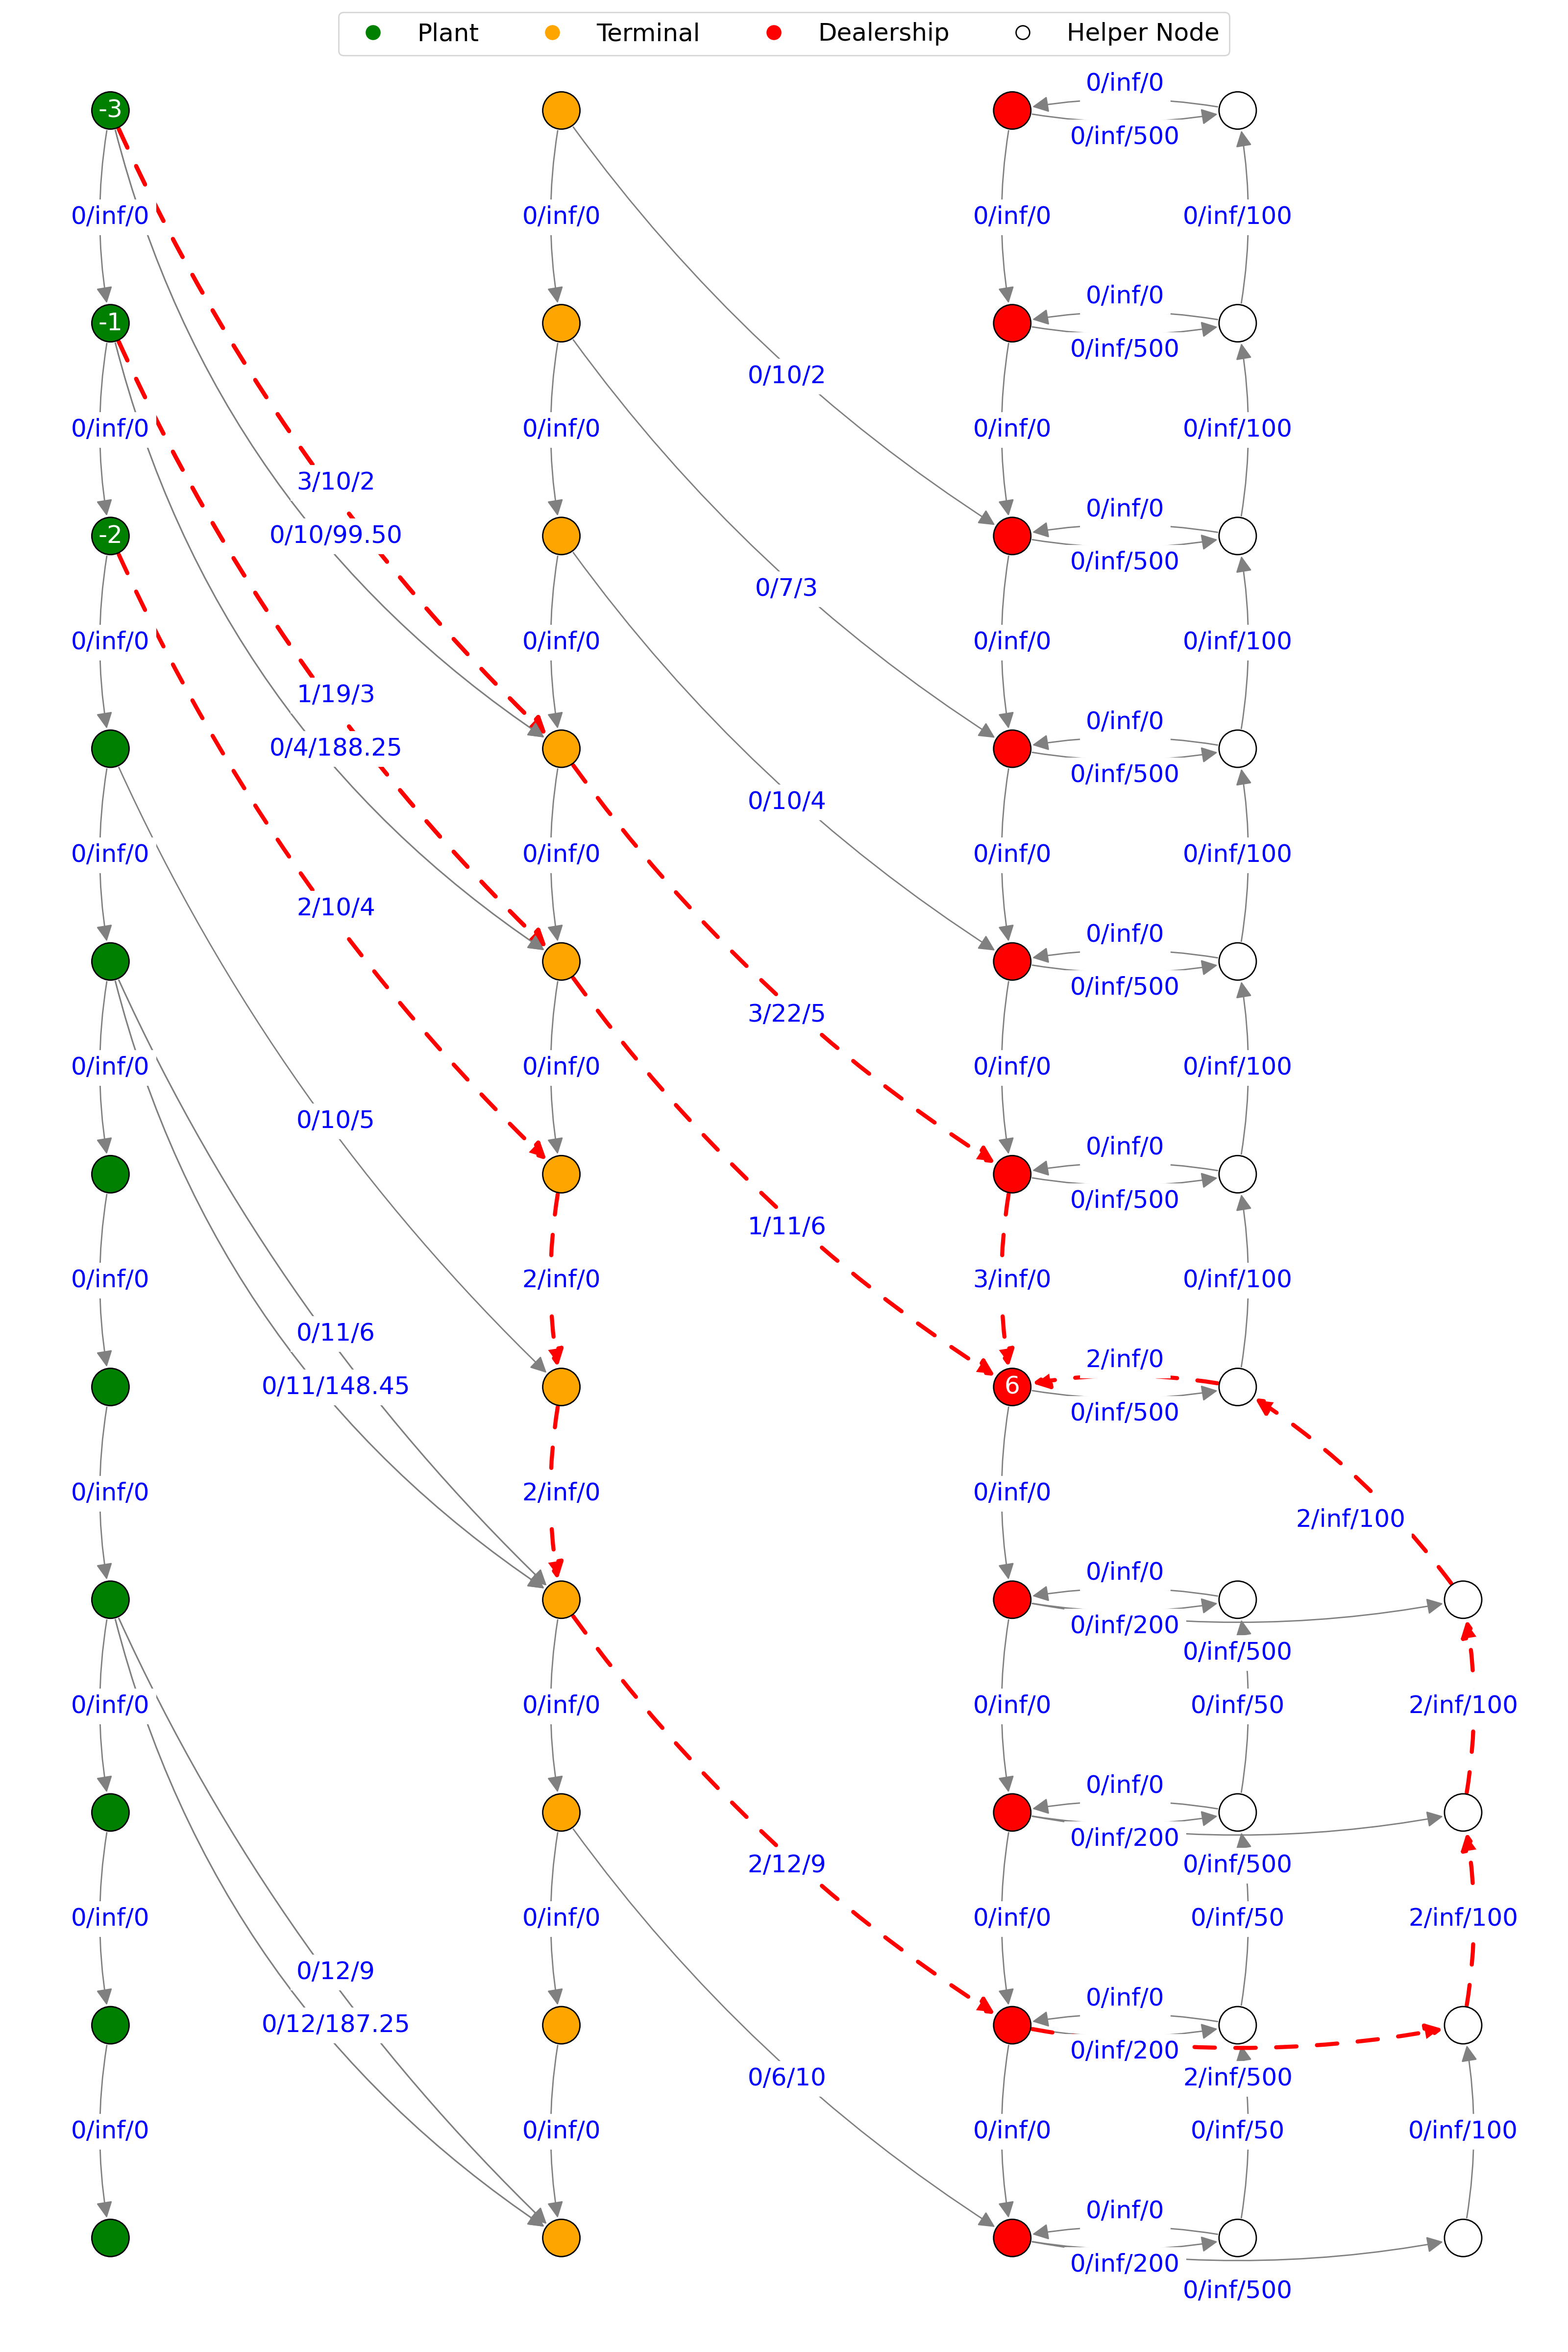 Plant Terminal Dealership Helper Node
0/inf/0
-3
0/inf/500
0/inf/0 0/inf/0 0/inf/0 0/inf/100
0/inf/0
-1
0/inf/500
0/10/2
0/inf/0 0/inf/0 0/inf/0 0/inf/100
3/10/2
0/inf/0
-2
0/10/99.50
0/inf/500
0/7/3
0/inf/0 0/inf/0 0/inf/0 0/inf/100
1/19/3
0/inf/0
0/4/188.25
0/inf/500
0/10/4
0/inf/0 0/inf/0 0/inf/0 0/inf/100
2/10/4
0/inf/0
0/inf/500
3/22/5
0/inf/0 0/inf/0 0/inf/0 0/inf/100
0/10/5
0/inf/0
0/inf/500
1/11/6
0/inf/0 2/inf/0 3/inf/0 0/inf/100
0/11/6
2/inf/0
0/11/148.45
6
0/inf/500
0/inf/0 2/inf/0 0/inf/0
2/inf/100
0/inf/0
0/inf/200
0/inf/500
0/inf/0 0/inf/0 0/inf/0 0/inf/50 2/inf/100
0/inf/0
0/inf/200
2/12/9
0/inf/500
0/inf/0 0/inf/0 0/inf/0 0/inf/50 2/inf/100
0/12/9
0/inf/0
0/12/187.25
0/inf/200
0/6/10
2/inf/500
0/inf/0 0/inf/0 0/inf/0 0/inf/50 0/inf/100
0/inf/0
0/inf/200
0/inf/500